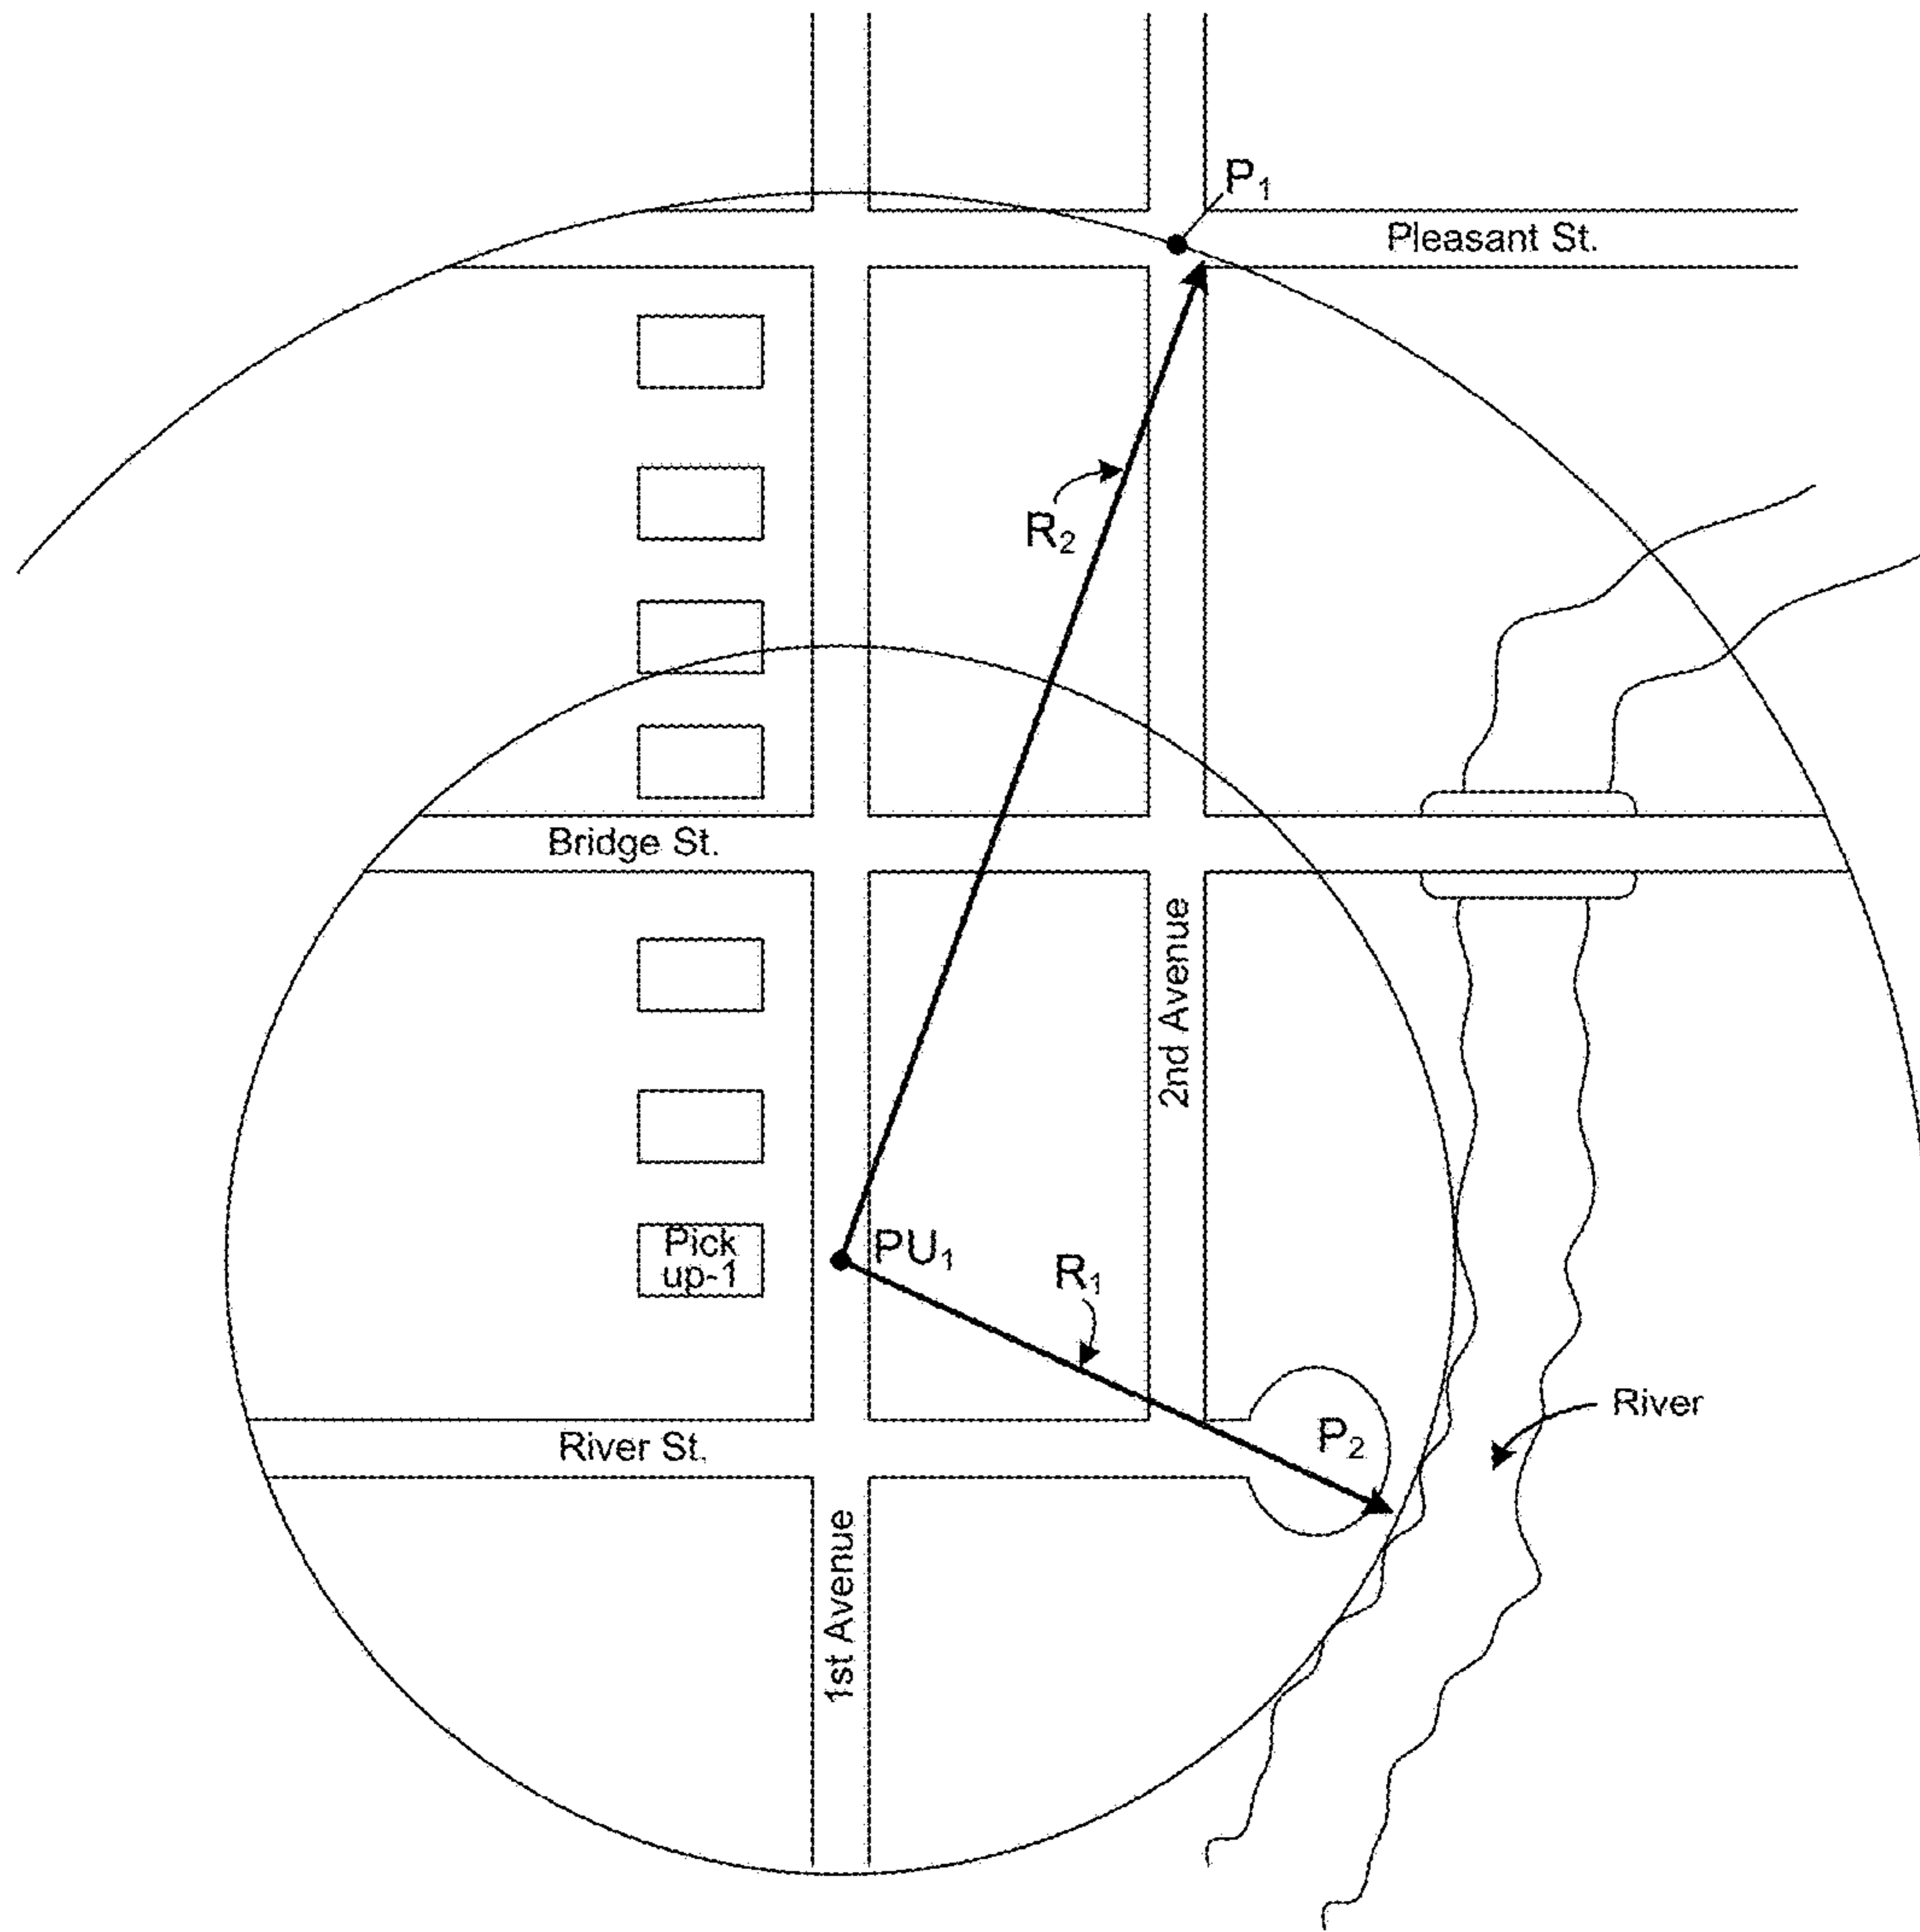 P₁
Pleasant St.
R₂
Bridge St.
2nd Avenue
Pick
up-1
PU₁
R₁
River
P₂
River St.
1st Avenue